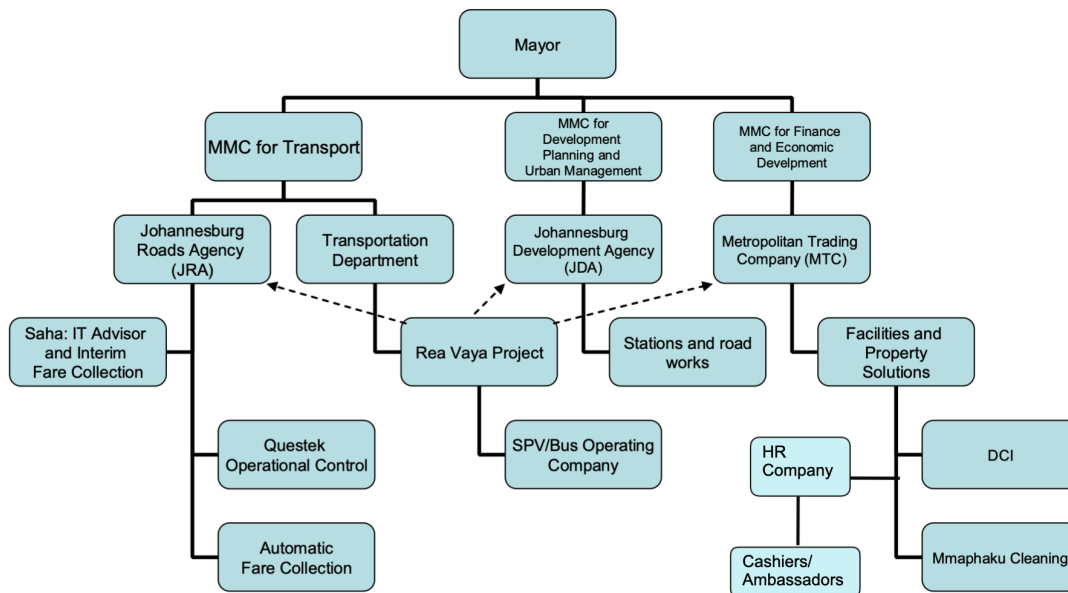 Mayor
MMC for Transport
MMC for
Development
Planning and
Urban Management
MMC for Finance
and Economic
Develpment
Johannesburg
Roads Agency
(JRA)
Transportation
Department
Johannesburg
Development Agency
(JDA)
Metropolitan Trading
Company (MTC)
Saha: IT Advisor
and Interim
Fare Collection
Rea Vaya Project
Stations and road
works
Facilities and
Property
Solutions
Questek
Operational Control
SPV/Bus Operating
Company
HR
Company
DCI
Automatic
Fare Collection
Cashiers/
Ambassadors
Mmaphaku Cleaning